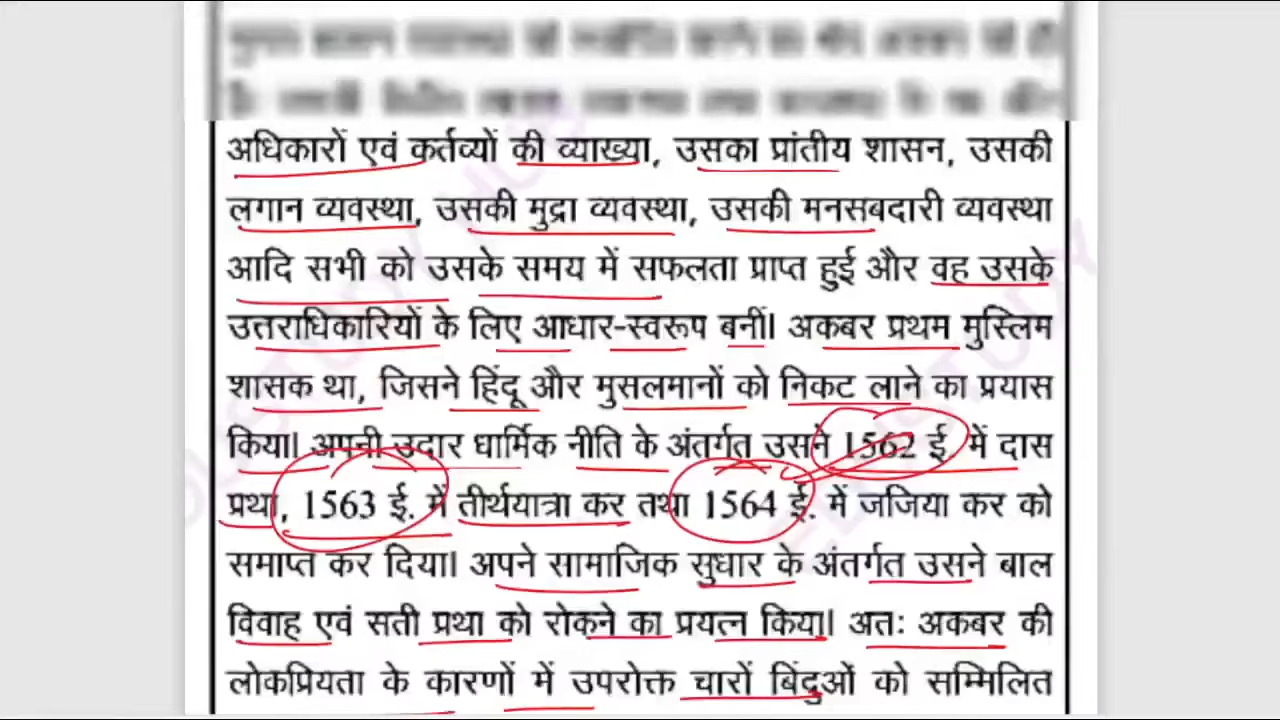 अधिकारों एवं कर्तव्यों की व्याख्या, उसका प्रांतीय शासन, उसकी
लगान व्यवस्था, उसकी मुद्रा व्यवस्था, उसकी मनसबदारी व्यवस्था
आदि सभी को उसके समय में सफलता प्राप्त हुई और वह उसके
उत्तराधिकारियों के लिए आधार-स्वरूप बनीं। अकबर प्रथम मुस्लिम
शासक था, जिसने हिंदू और मुसलमानों को निकट लाने का प्रयास
किया। अपनी उदार धार्मिक नीति के अंतर्गत उसने 1562 ई. में दास
प्रथा, 1563 ई. में तीर्थयात्रा कर तथा 1564 ई. में जजिया कर को
समाप्त कर दिया। अपने सामाजिक सुधार के अंतर्गत उसने बाल
विवाह एवं सती प्रथा को रोकने का प्रयत्न किया। अतः अकबर की
लोकप्रियता के कारणों में उपरोक्त चारों बिंदुओं को सम्मिलित